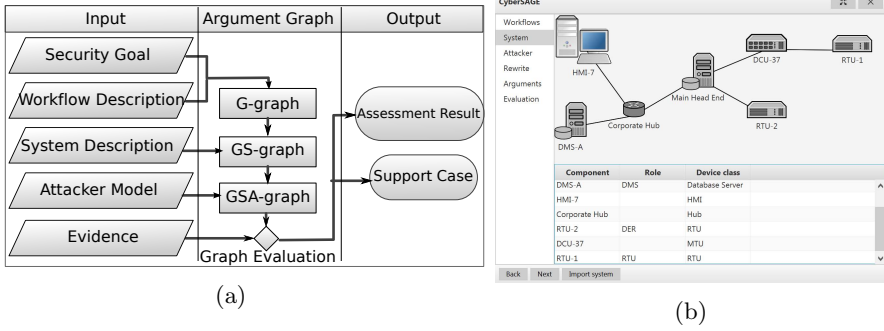 Input
Argument Graph
Output
Security Goal
Workflow Description
System Description
Attacker Model
Evidence
G-graph
GS-graph
GSA-graph
Graph Evaluation
Assessment Result
Support Case
(a)
CyberSAGE
Workflows
System
Attacker
Rewrite
Arguments
Evaluation
HMI-7
DMS-A
Corporate Hub
Main Head End
DCU-37
RTU-1
RTU-2
Component Role Device class
DMS-A DMS Database Server
HMI-7 HMI
Corporate Hub Hub
RTU-2 DER RTU
DCU-37 MTU
RTU-1 RTU RTU
Back Next Import system
(b)